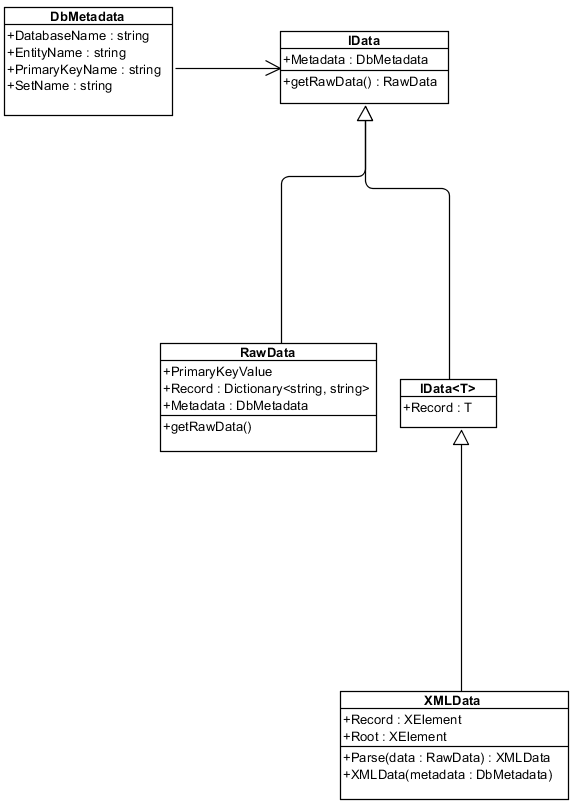 DbMetadata
+DatabaseName : string
+EntityName : string
+PrimaryKeyName : string
+SetName : string
IData
+Metadata : DbMetadata
+getRawData() : RawData
RawData
+PrimaryKeyValue
+Record : Dictionary<string, string>
+Metadata : DbMetadata
+getRawData()
IData<T>
+Record : T
XMLData
+Record : XElement
+Root : XElement
+Parse(data : RawData) : XMLData
+XMLData(metadata : DbMetadata)